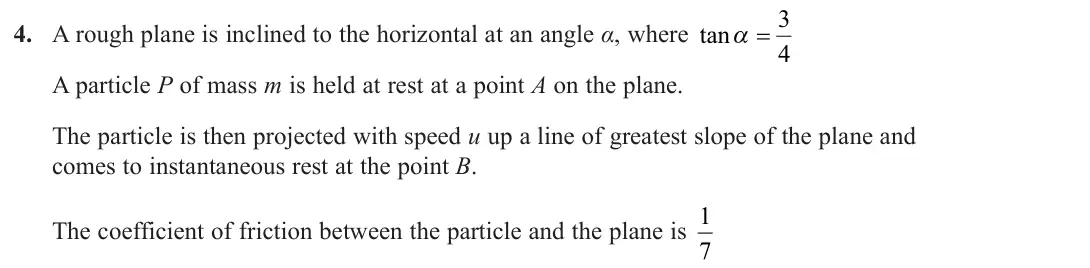 4. A rough plane is inclined to the horizontal at an angle α, where tan α = 3/4
A particle P of mass m is held at rest at a point A on the plane.
The particle is then projected with speed u up a line of greatest slope of the plane and
comes to instantaneous rest at the point B.
The coefficient of friction between the particle and the plane is 1/7